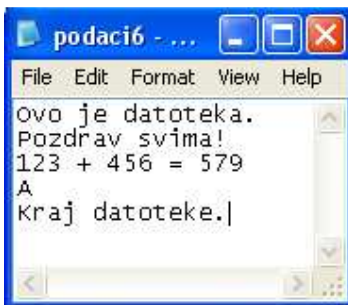 podaci6 - ...
File Edit Format View Help
Ovo je datoteka.
Pozdrav svima!
123 + 456 = 579
A
Kraj datoteke.